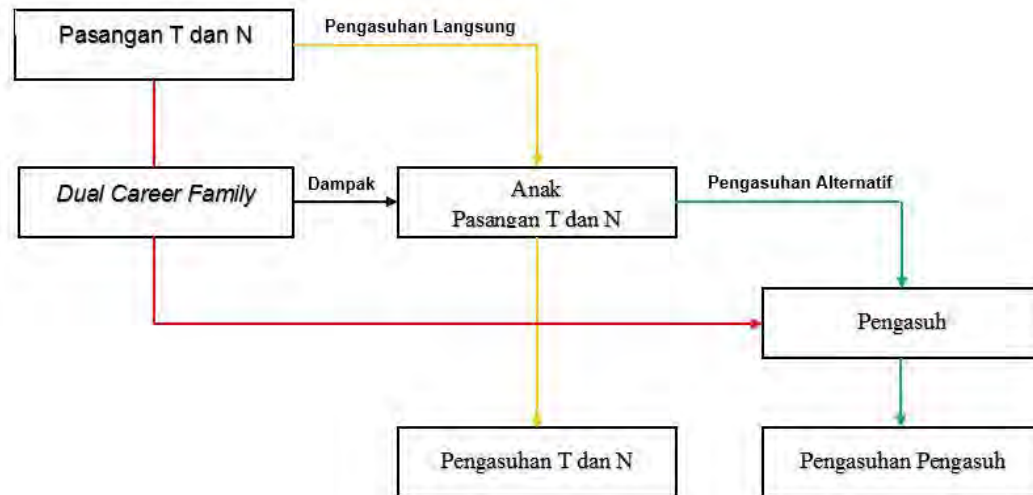 Pasangan T dan N
Pengasuhan Langsung
Dual Career Family
Dampak
Anak
Pasangan T dan N
Pengasuhan Alternatif
Pengasuh
Pengasuhan T dan N
Pengasuhan Pengasuh